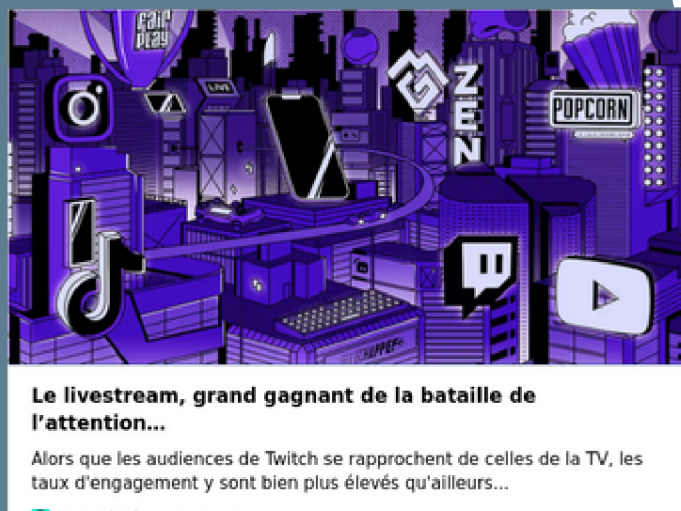 Fair
Play
LIVE
ZEN
POPCORN
Le livestream, grand gagnant de la bataille de
l’attention...
Alors que les audiences de Twitch se rapprochent de celles de la TV, les
taux d'engagement y sont bien plus élevés qu'ailleurs...